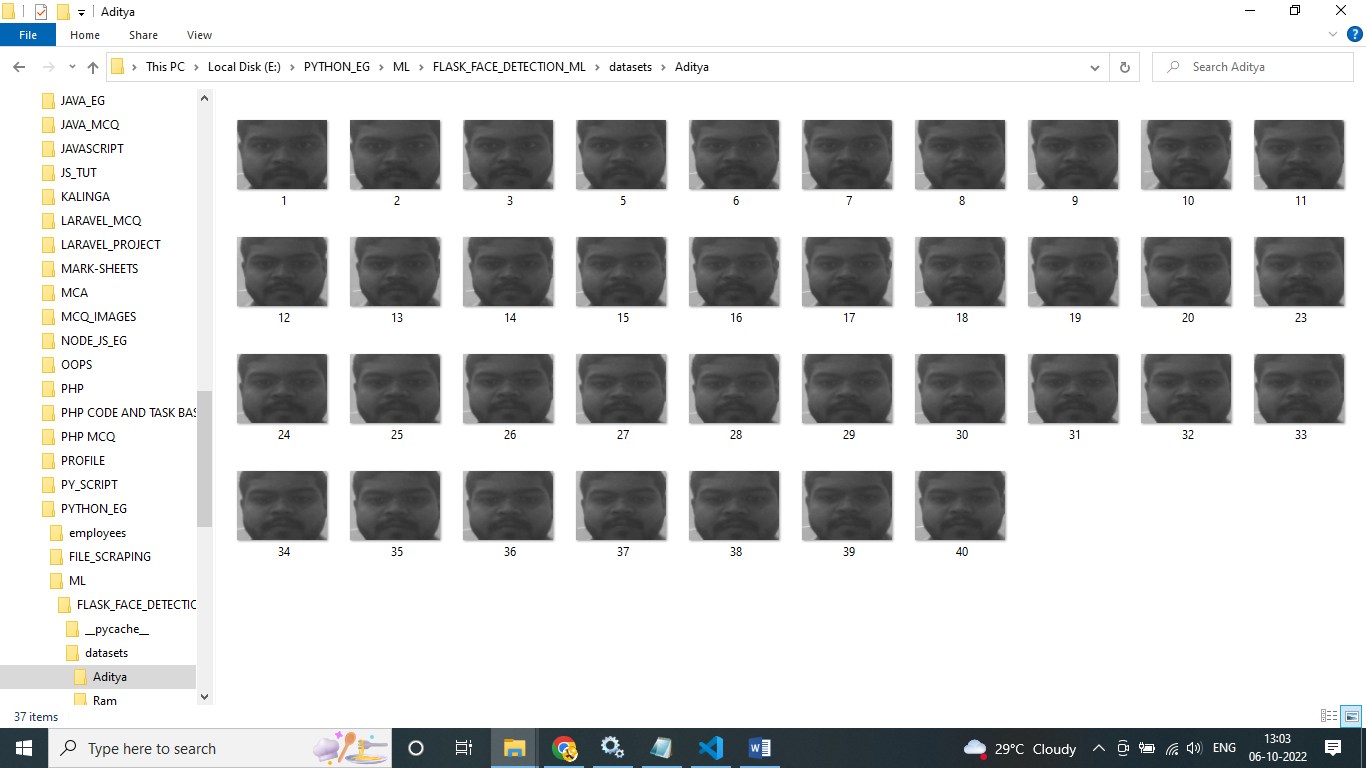 Aditya
File Home Share View
This PC Local Disk (E:) PYTHON_EG ML FLASK_FACE_DETECTION_ML datasets Aditya
Search Aditya
JAVA_EG
JAVA_MCQ
JAVASCRIPT
JS_TUT
KALINGA
LARAVEL_MCQ
LARAVEL_PROJECT
MARK-SHEETS
MCA
MCQ_IMAGES
NODE_JS_EG
OOPS
PHP
PHP CODE AND TASK BAS
PHP MCQ
PROFILE
PY_SCRIPT
PYTHON_EG
employees
FILE_SCRAPING
ML
FLASK_FACE_DETECTIC
__pycache__
datasets
Aditya
Ram
1 2 3 5 6 7 8 9 10 11
12 13 14 15 16 17 18 19 20 23
24 25 26 27 28 29 30 31 32 33
34 35 36 37 38 39 40
37 items
Type here to search
29°C Cloudy
ENG
13:03
06-10-2022